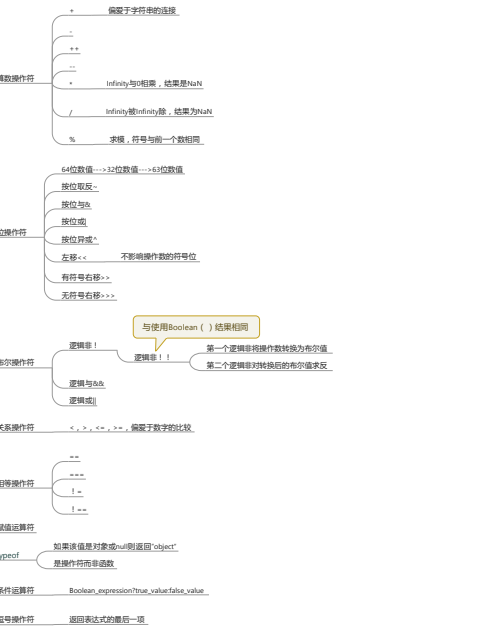 + 偏爱于字符串的连接
-
++
--
算数操作符
* Infinity与0相乘，结果是NaN
/ Infinity被Infinity除，结果为NaN
% 求模，符号与前一个数相同
64位数值--->32位数值--->63位数值
按位取反~
按位与&
按位或|
按位异或^
位操作符
左移<< 不影响操作数的符号位
有符号右移>>
无符号右移>>>
与使用Boolean（ ）结果相同
逻辑非！
逻辑非！！
第一个逻辑非将操作数转换为布尔值
第二个逻辑非对转换后的布尔值求反
布尔操作符
逻辑与&&
逻辑或||
关系操作符 <，>，<=，>=，偏爱于数字的比较
==
===
相等操作符
！=
！==
赋值运算符
如果该值是对象或null则返回"object"
ypeof
是操作符而非函数
条件运算符 Boolean_expression?true_value:false_value
逗号操作符 返回表达式的最后一项